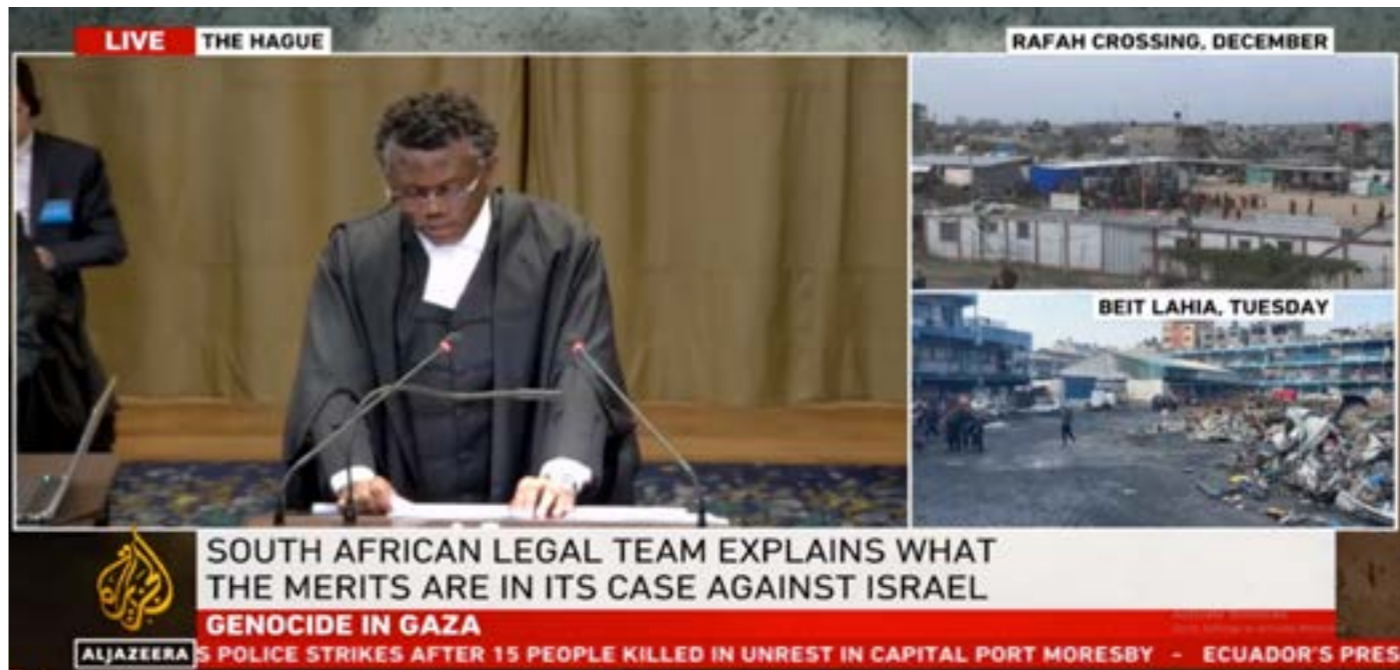 LIVE THE HAGUE
RAFAH CROSSING, DECEMBER
BEIT LAHIA, TUESDAY
SOUTH AFRICAN LEGAL TEAM EXPLAINS WHAT
THE MERITS ARE IN ITS CASE AGAINST ISRAEL
GENOCIDE IN GAZA
ALJAZEERA S POLICE STRIKES AFTER 15 PEOPLE KILLED IN UNREST IN CAPITAL PORT MORESBY - ECUADOR'S PRES